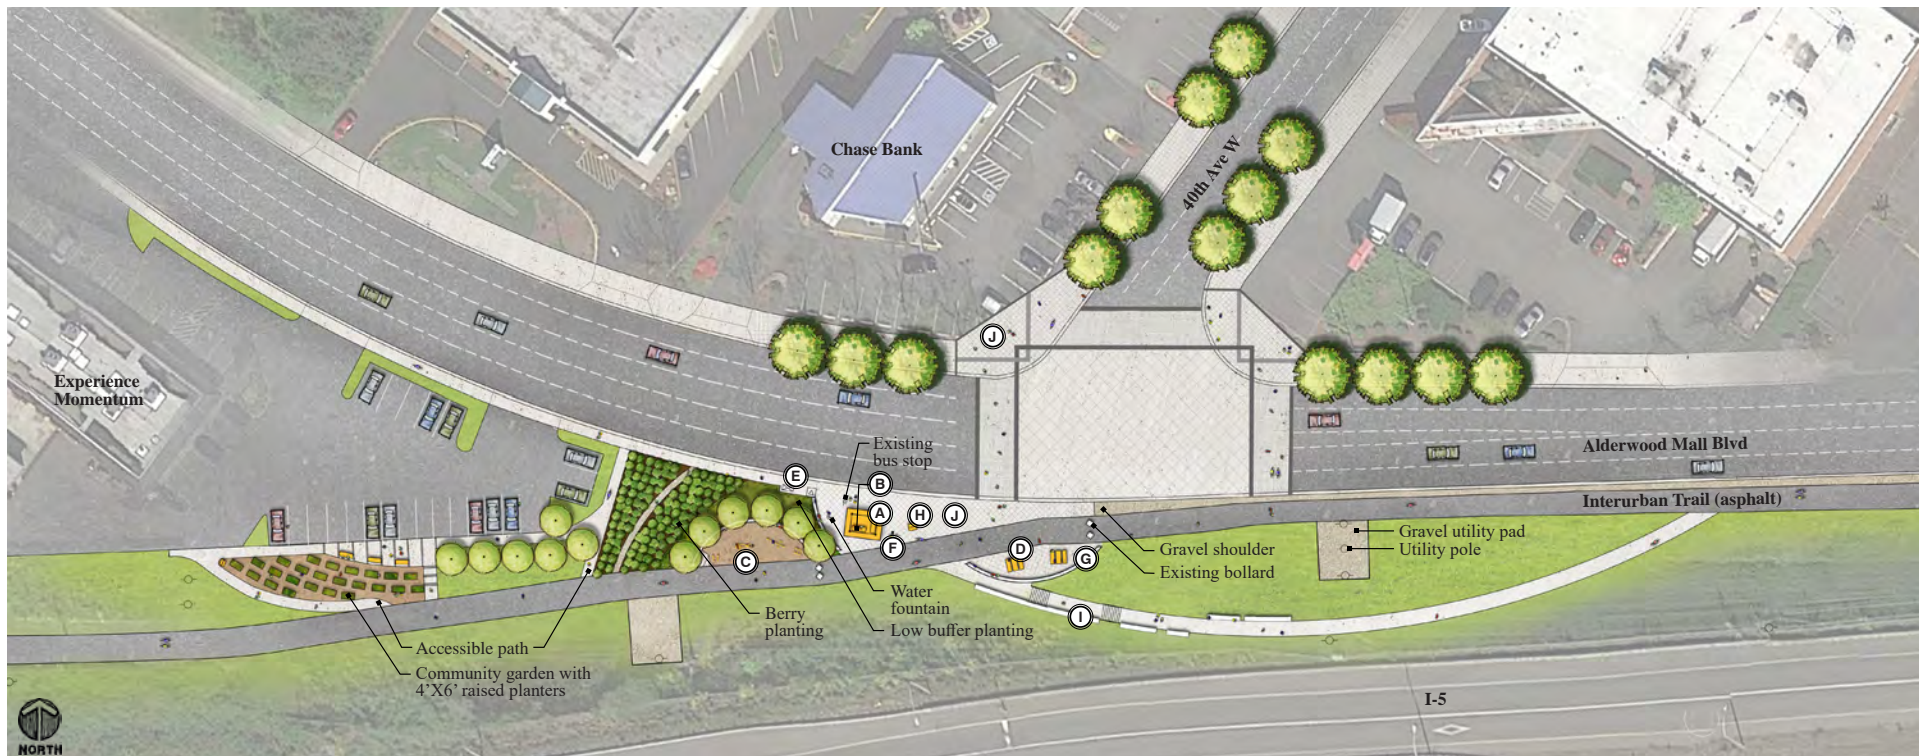 Chase Bank
40th Ave W
J
Experience
Momentum
Alderwood Mall Blvd
Existing
bus stop
E
B
A
H
J
Interurban Trail (asphalt)
F
D
G
C
Gravel shoulder
Existing bollard
Gravel utility pad
Utility pole
Water
fountain
Low buffer planting
Berry
planting
I
Accessible path
Community garden with
4'X6' raised planters
I-5
NORTH